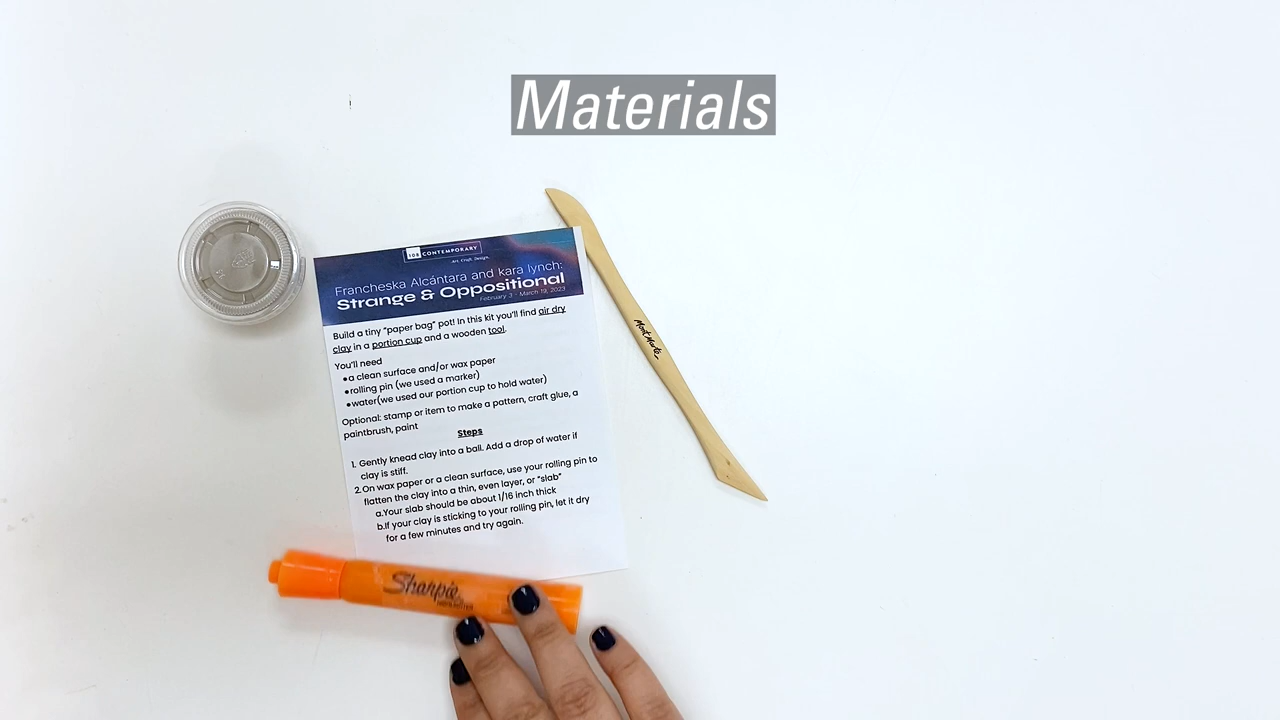 Materials
108 CONTEMPORARY
Art. Craft. Design.
Francheska Alcántara and kara lynch:
Strange & Oppositional
February 3 - March 19, 2023
Build a tiny "paper bag" pot! In this kit you'll find air dry
clay in a portion cup and a wooden tool.
You'll need
•a clean surface and/or wax paper
•rolling pin (we used a marker)
•water(we used our portion cup to hold water)
Optional: stamp or item to make a pattern, craft glue, a
paintbrush, paint
Steps
1. Gently knead clay into a ball. Add a drop of water if
clay is stiff.
2.On wax paper or a clean surface, use your rolling pin to
flatten the clay into a thin, even layer, or "slab"
a.Your slab should be about 1/16 inch thick
b.If your clay is sticking to your rolling pin, let it dry
for a few minutes and try again.
Mont Marte
Sharpie